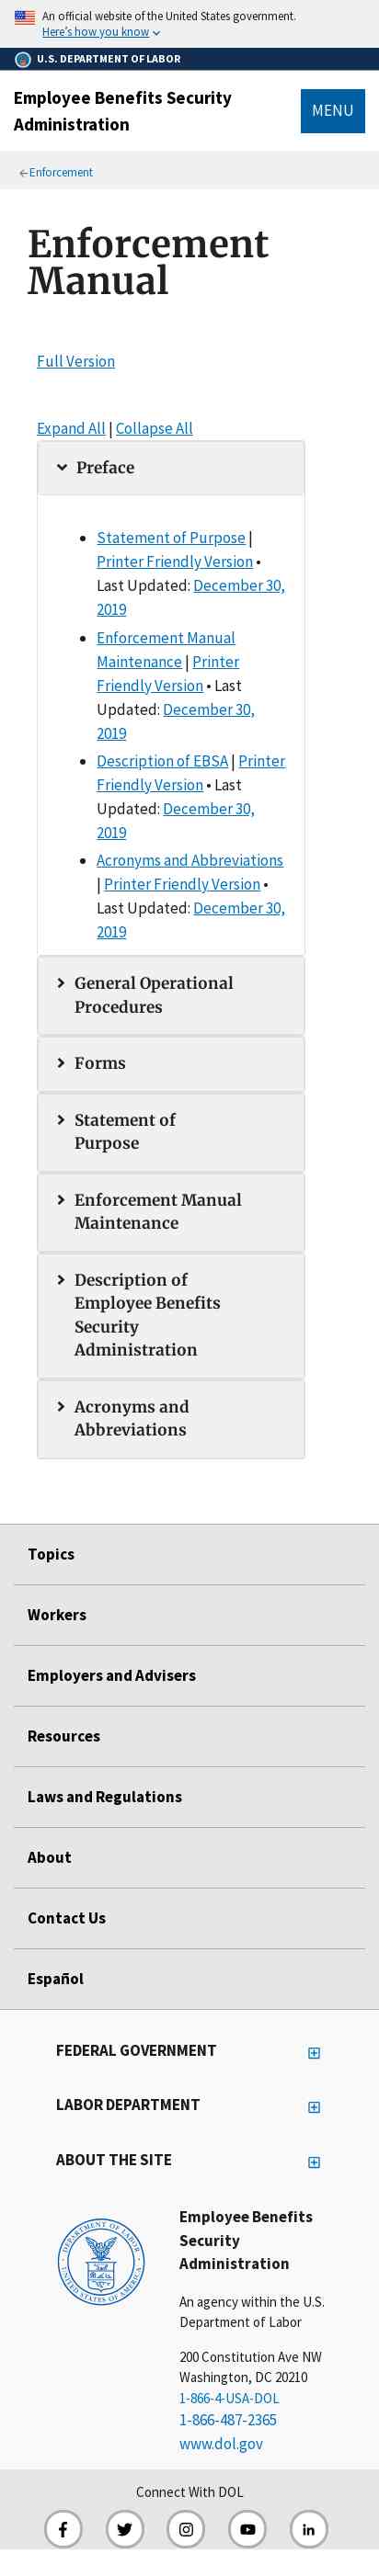 An official website of the United States government.
Here's how you know
U.S. DEPARTMENT OF LABOR
Employee Benefits Security
Administration
MENU
Enforcement
Enforcement
Manual
Full Version
Expand All | Collapse All
Preface
• Statement of Purpose |
Printer Friendly Version •
Last Updated: December 30,
2019
• Enforcement Manual
Maintenance | Printer
Friendly Version • Last
Updated: December 30,
2019
• Description of EBSA | Printer
Friendly Version • Last
Updated: December 30,
2019
• Acronyms and Abbreviations
| Printer Friendly Version •
Last Updated: December 30,
2019
General Operational
Procedures
Forms
Statement of
Purpose
Enforcement Manual
Maintenance
Description of
Employee Benefits
Security
Administration
Acronyms and
Abbreviations
Topics
Workers
Employers and Advisers
Resources
Laws and Regulations
About
Contact Us
Español
FEDERAL GOVERNMENT
LABOR DEPARTMENT
ABOUT THE SITE
DEPARTMENT OF LABOR
UNITED STATES OF AMERICA
Employee Benefits
Security
Administration
An agency within the U.S.
Department of Labor
200 Constitution Ave NW
Washington, DC 20210
1-866-4-USA-DOL
1-866-487-2365
www.dol.gov
Connect With DOL